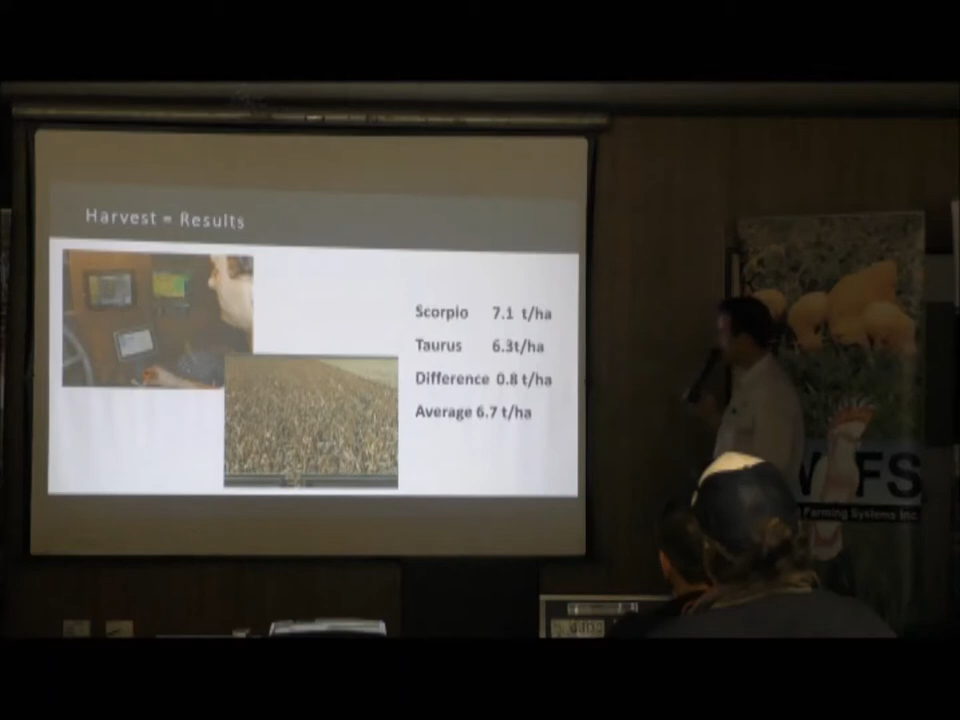 Harvest = Results
Scorpio 7.1 t/ha
Taurus 6.3t/ha
Difference 0.8 t/ha
Average 6.7 t/ha
FS
Farming Systems Inc